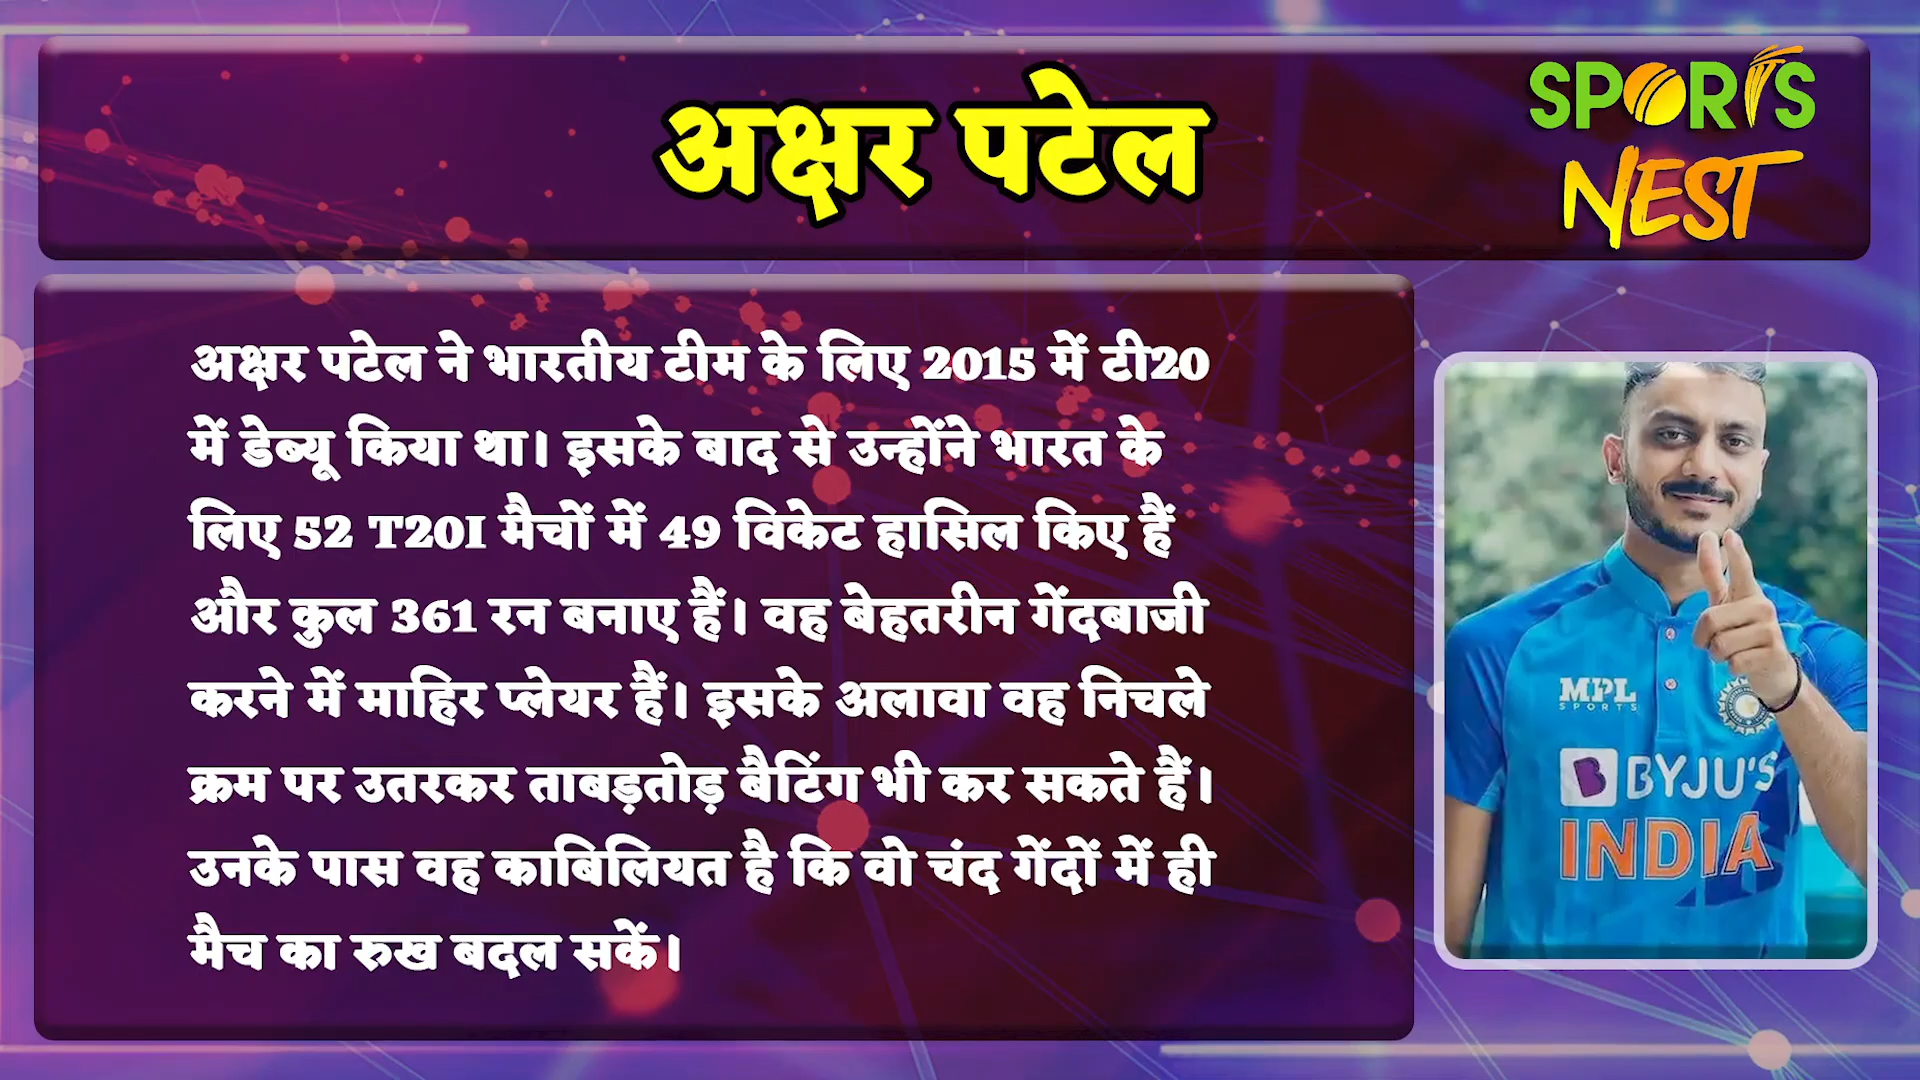 अक्षर पटेल
SPORTS
NEST
अक्षर पटेल ने भारतीय टीम के लिए 2015 में टी20
में डेब्यू किया था। इसके बाद से उन्होंने भारत के
लिए 52 T20I मैचों में 49 विकेट हासिल किए हैं
और कुल 361 रन बनाए हैं। वह बेहतरीन गेंदबाजी
करने में माहिर प्लेयर हैं। इसके अलावा वह निचले
क्रम पर उतरकर ताबड़तोड़ बैटिंग भी कर सकते हैं।
उनके पास वह काबिलियत है कि वो चंद गेंदों में ही
मैच का रुख बदल सकें।
MPL
SPORTS
BYJU'S
INDIA